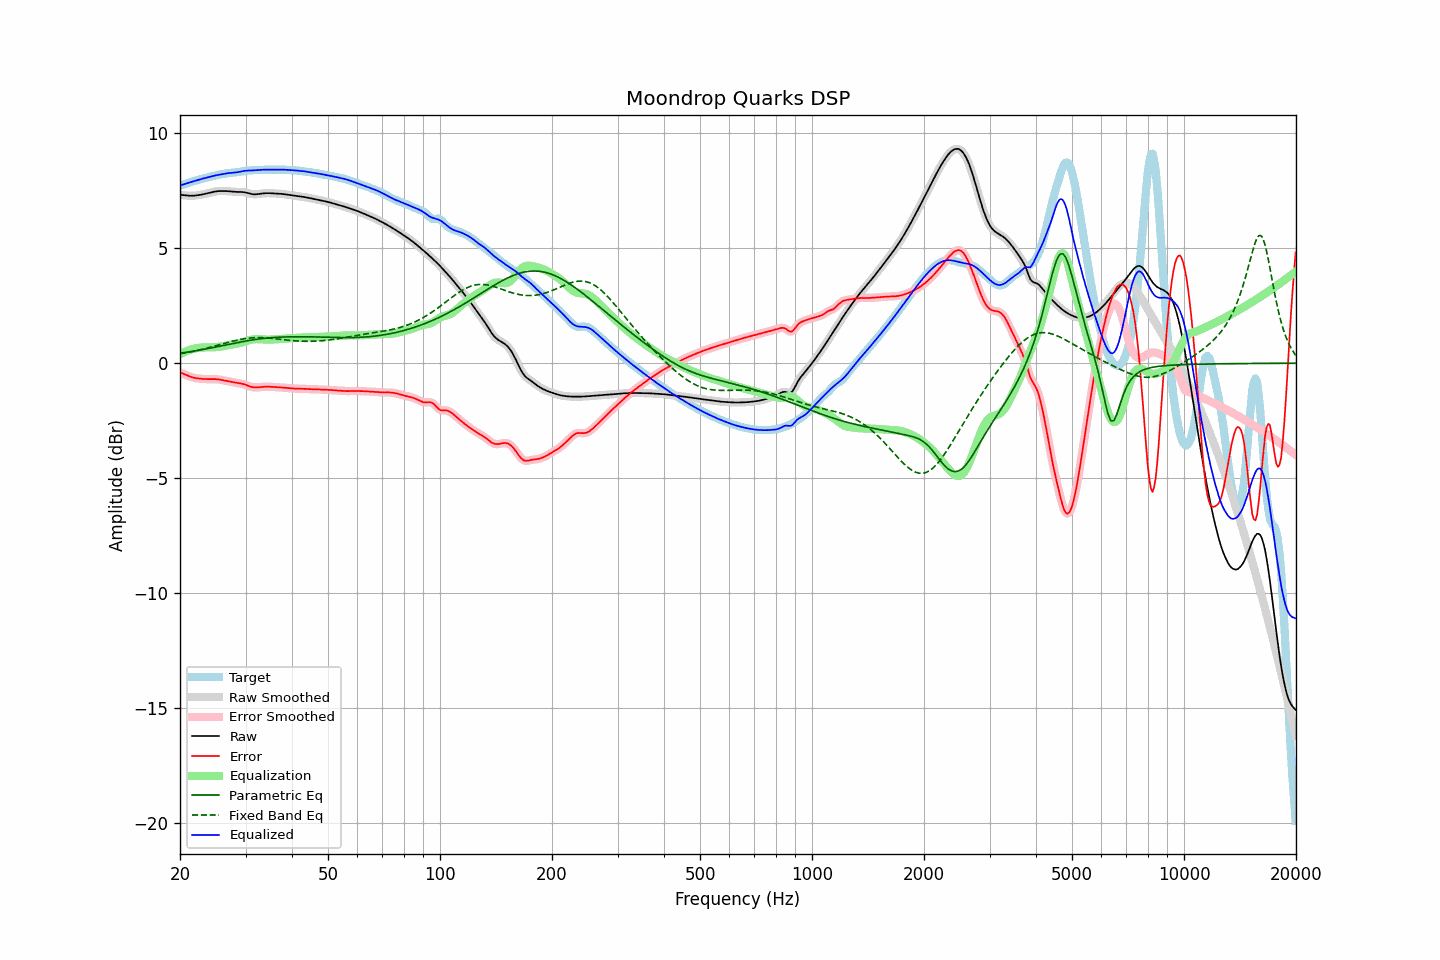 Moondrop Quarks DSP
Amplitude (dBr)
10
5
0
−5
−10
−15
−20
Target
Raw Smoothed
Error Smoothed
Raw
Error
Equalization
Parametric Eq
Fixed Band Eq
Equalized
20 50 100 200 500 1000 2000 5000 10000 20000
Frequency (Hz)